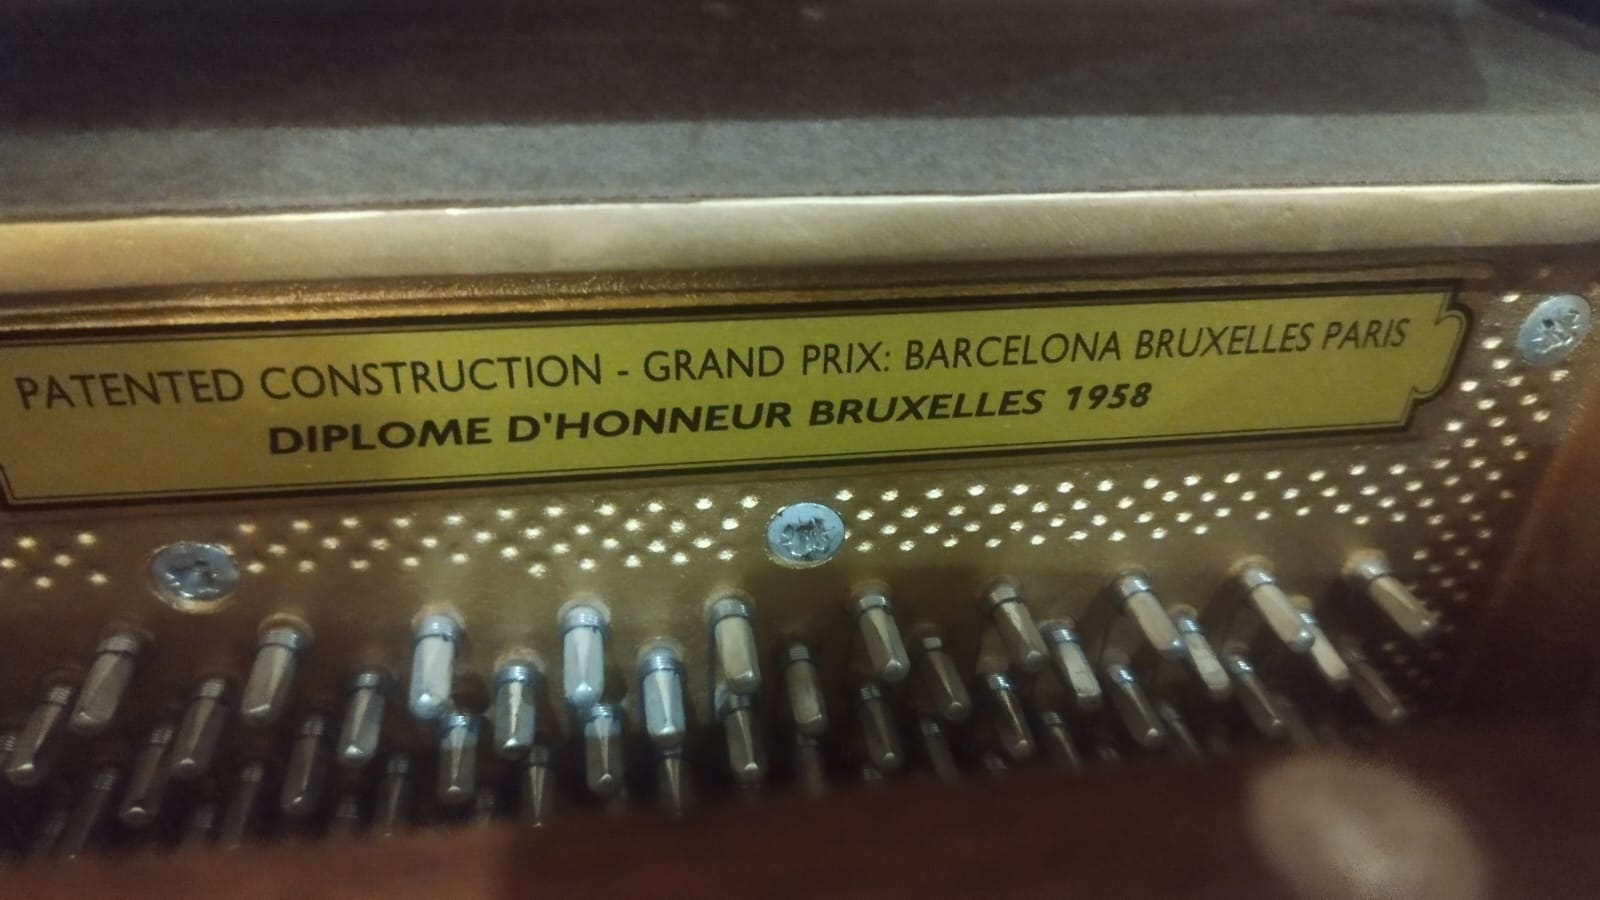 PATENTED CONSTRUCTION - GRAND PRIX: BARCELONA BRUXELLES PARIS
DIPLOME D'HONNEUR BRUXELLES 1958